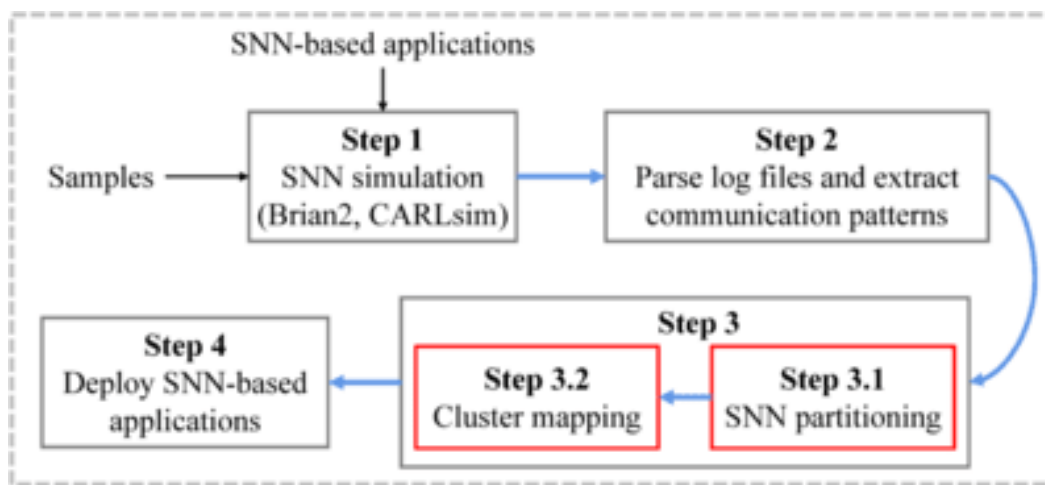 SNN-based applications
Samples
Step 1
SNN simulation
(Brian2, CARLsim)
Step 2
Parse log files and extract
communication patterns
Step 3
Step 3.1
SNN partitioning
Step 3.2
Cluster mapping
Step 4
Deploy SNN-based
applications